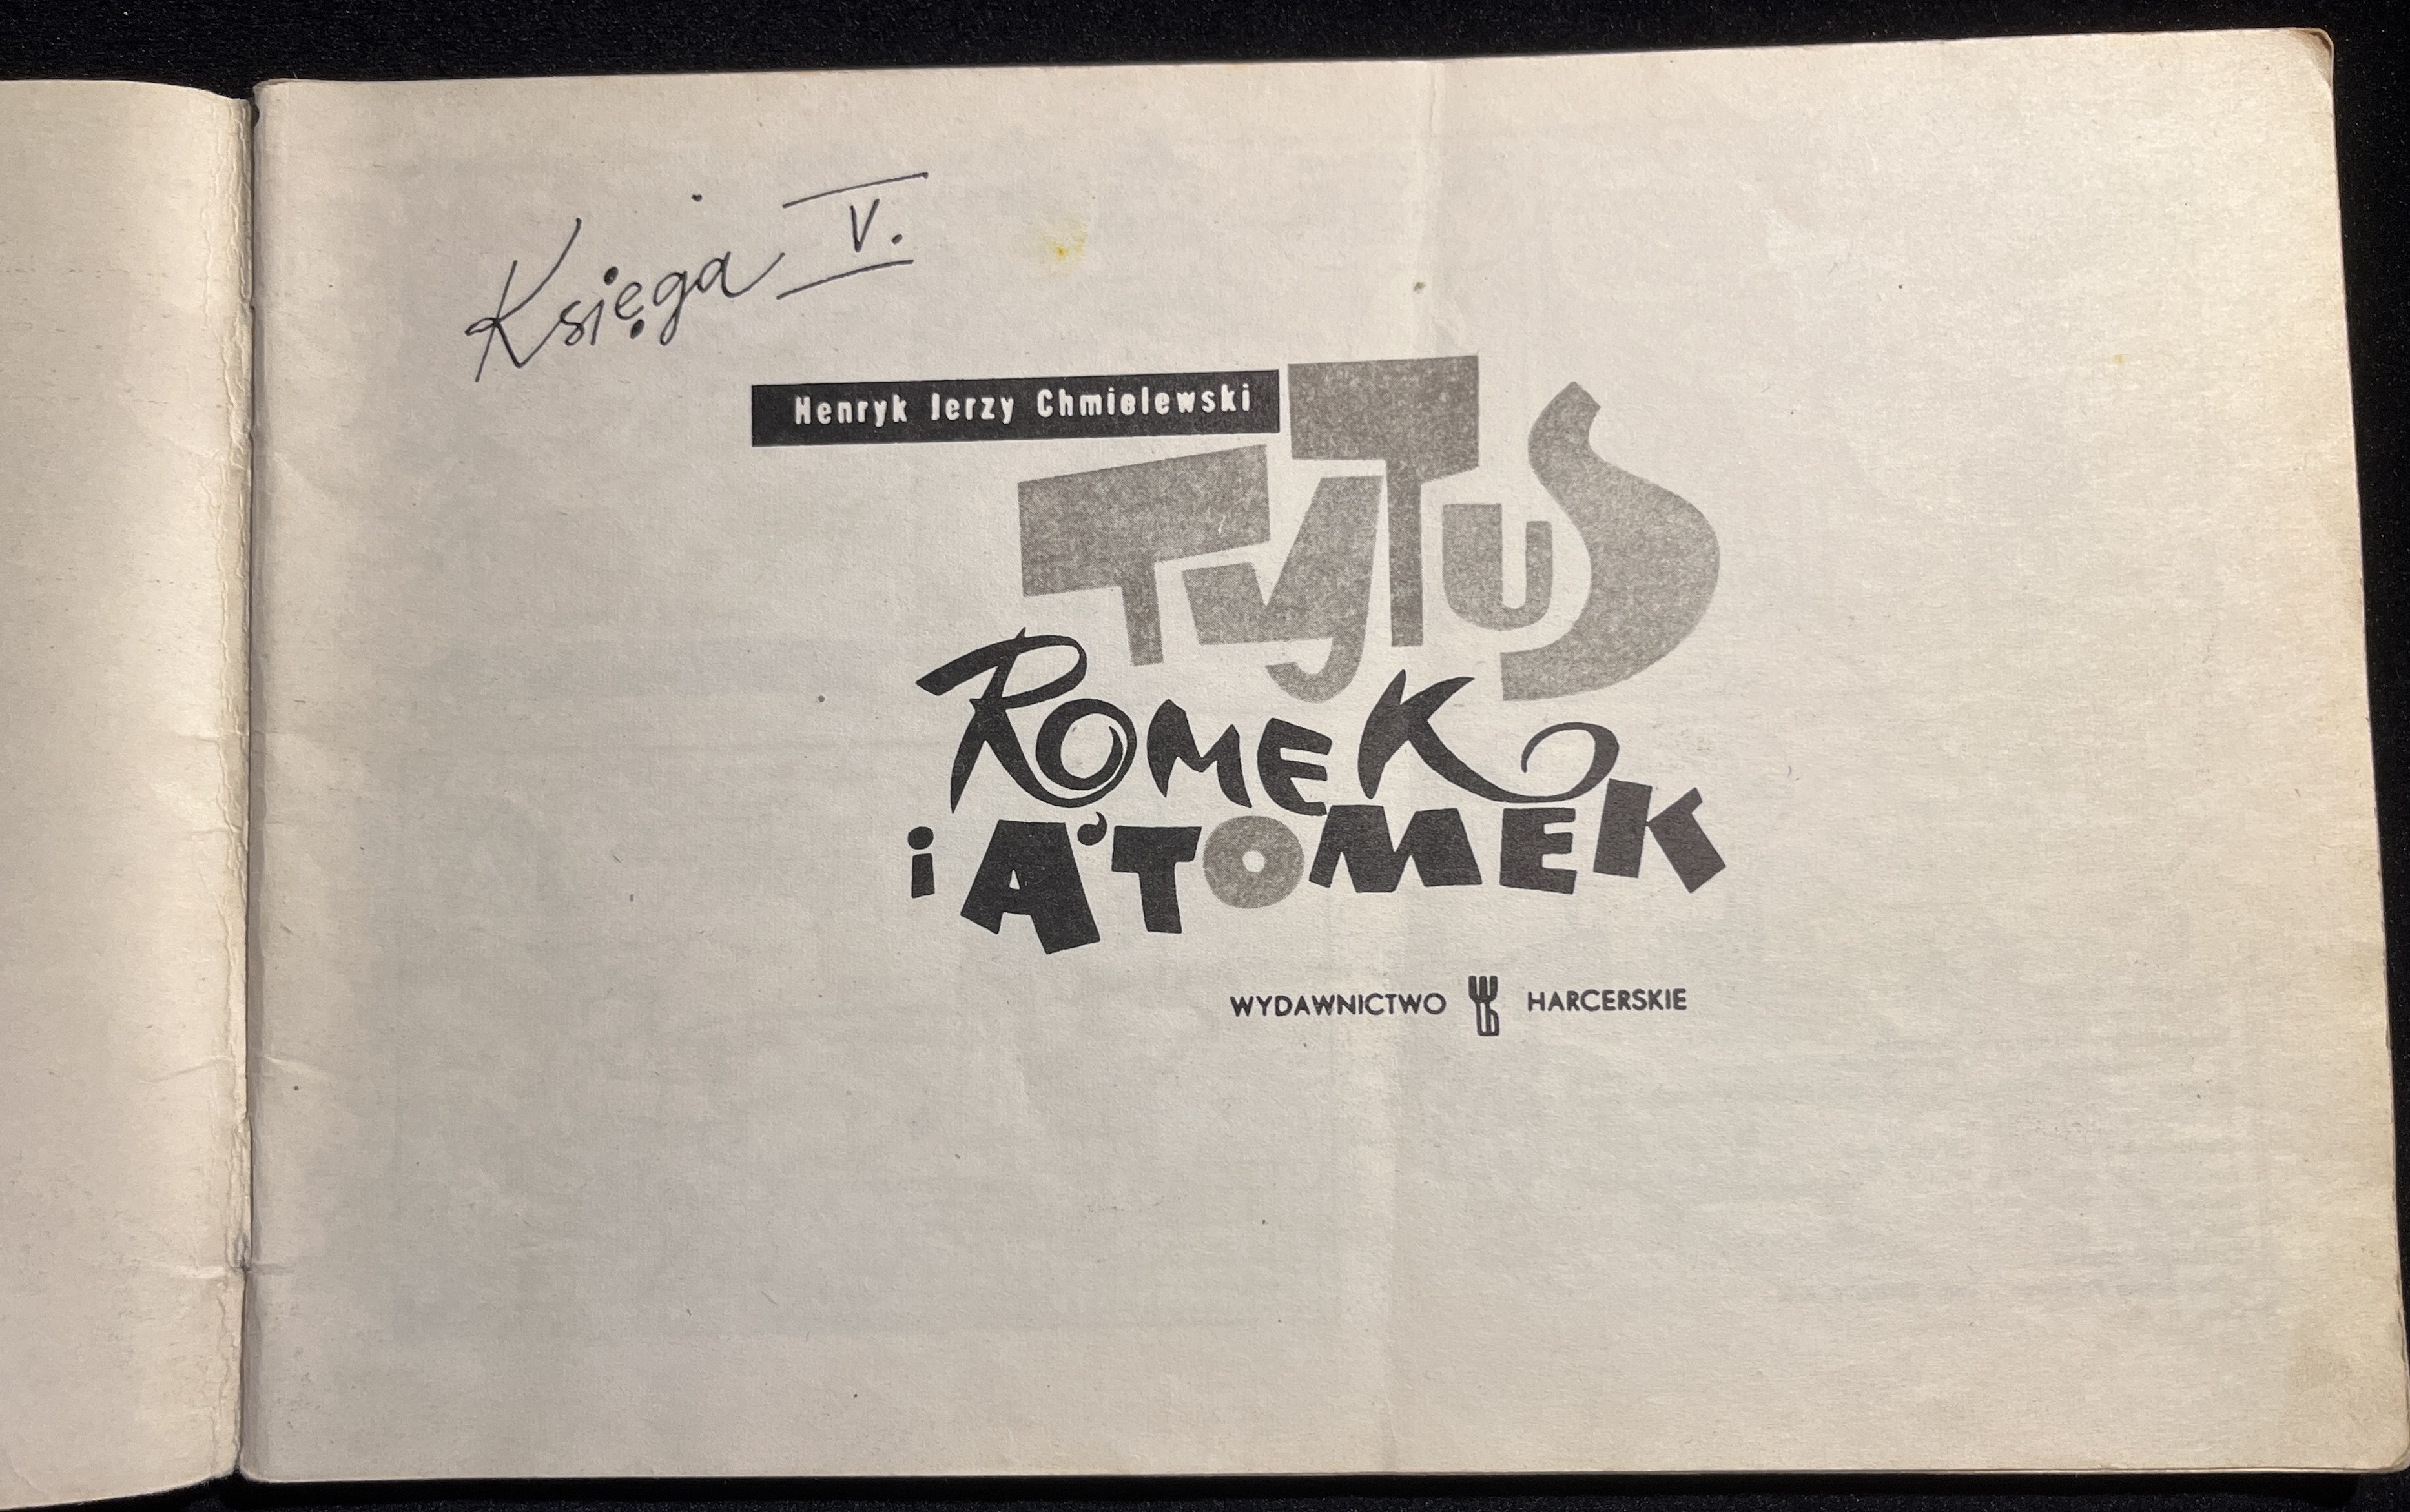 Księga V.
Henryk Jerzy Chmielewski
TyTuS
ROMEK
i A'TOMEK
WYDAWNICTWO HARCERSKIE